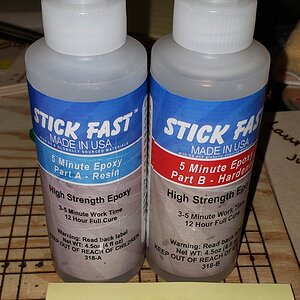 STICK FAST™
MADE IN USA
5 Minute Epoxy
Part A - Resin
High Strength Epoxy
3-5 Minute Work Time
12 Hour Full Cure
Warning: Read back label
Net WT: 4.5oz (4 fl oz)
KEEP OUT OF REACH OF CHILDREN
318-A
STICK FAST
MADE IN USA
5 Minute Epoxy
Part B - Harden
High Strength Epo
3-5 Minute Work Time
12 Hour Full Cure
Warning: Read back label
Net WT: 4.5oz (4 fl oz)
KEEP OUT OF REACH OF CHILDREN
318-B